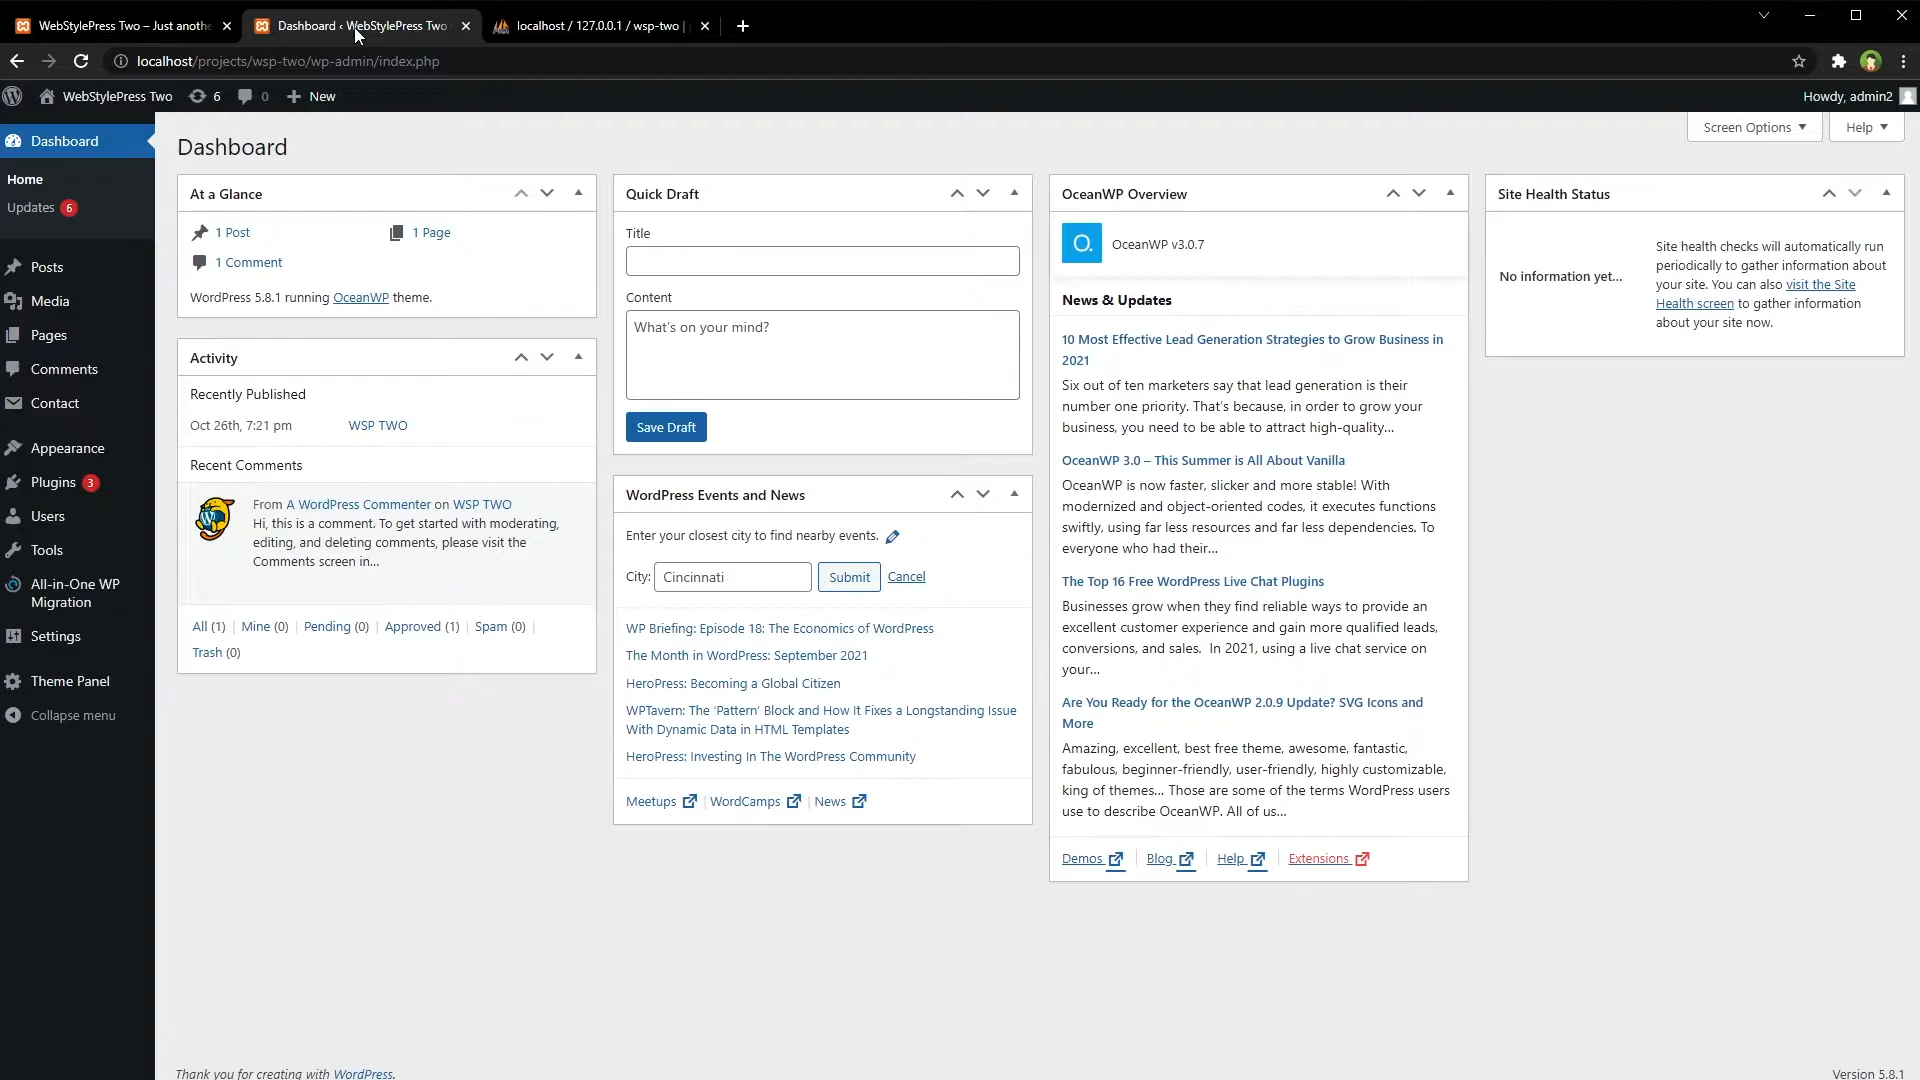 WebStylePress Two – Just anoth
Dashboard ‹ WebStylePress Two
localhost / 127.0.0.1 / wsp-two |
localhost/projects/wsp-two/wp-admin/index.php
WebStylePress Two
6
0
New
Howdy, admin2
Dashboard
Home
Updates 6
Posts
Media
Pages
Comments
Contact
Appearance
Plugins 3
Users
Tools
All-in-One WP
Migration
Settings
Theme Panel
Collapse menu
Screen Options
Help
Dashboard
At a Glance
1 Post
1 Page
1 Comment
WordPress 5.8.1 running OceanWP theme.
Activity
Recently Published
Oct 26th, 7:21 pm
WSP TWO
Recent Comments
From A WordPress Commenter on WSP TWO
Hi, this is a comment. To get started with moderating,
editing, and deleting comments, please visit the
Comments screen in…
All (1) | Mine (0) | Pending (0) | Approved (1) | Spam (0) |
Trash (0)
Quick Draft
Title
Content
What's on your mind?
Save Draft
WordPress Events and News
Enter your closest city to find nearby events.
City:
Cincinnati
Submit
Cancel
WP Briefing: Episode 18: The Economics of WordPress
The Month in WordPress: September 2021
HeroPress: Becoming a Global Citizen
WPTavern: The ‘Pattern’ Block and How It Fixes a Longstanding Issue
With Dynamic Data in HTML Templates
HeroPress: Investing In The WordPress Community
Meetups | WordCamps | News
OceanWP Overview
O.
OceanWP v3.0.7
News & Updates
10 Most Effective Lead Generation Strategies to Grow Business in
2021
Six out of ten marketers say that lead generation is their
number one priority. That's because, in order to grow your
business, you need to be able to attract high-quality…
OceanWP 3.0 – This Summer is All About Vanilla
OceanWP is now faster, slicker and more stable! With
modernized and object-oriented codes, it executes functions
swiftly, using far less resources and far less dependencies. To
everyone who had their…
The Top 16 Free WordPress Live Chat Plugins
Businesses grow when they find reliable ways to provide an
excellent customer experience and gain more qualified leads,
conversions, and sales.  In 2021, using a live chat service on
your…
Are You Ready for the OceanWP 2.0.9 Update? SVG Icons and
More
Amazing, excellent, best free theme, awesome, fantastic,
fabulous, beginner-friendly, user-friendly, highly customizable,
king of themes… Those are some of the terms WordPress users
use to describe OceanWP. All of us…
Demos
Blog
Help
Extensions
Site Health Status
No information yet…
Site health checks will automatically run
periodically to gather information about
your site. You can also visit the Site
Health screen to gather information
about your site now.
Thank you for creating with WordPress.
Version 5.8.1